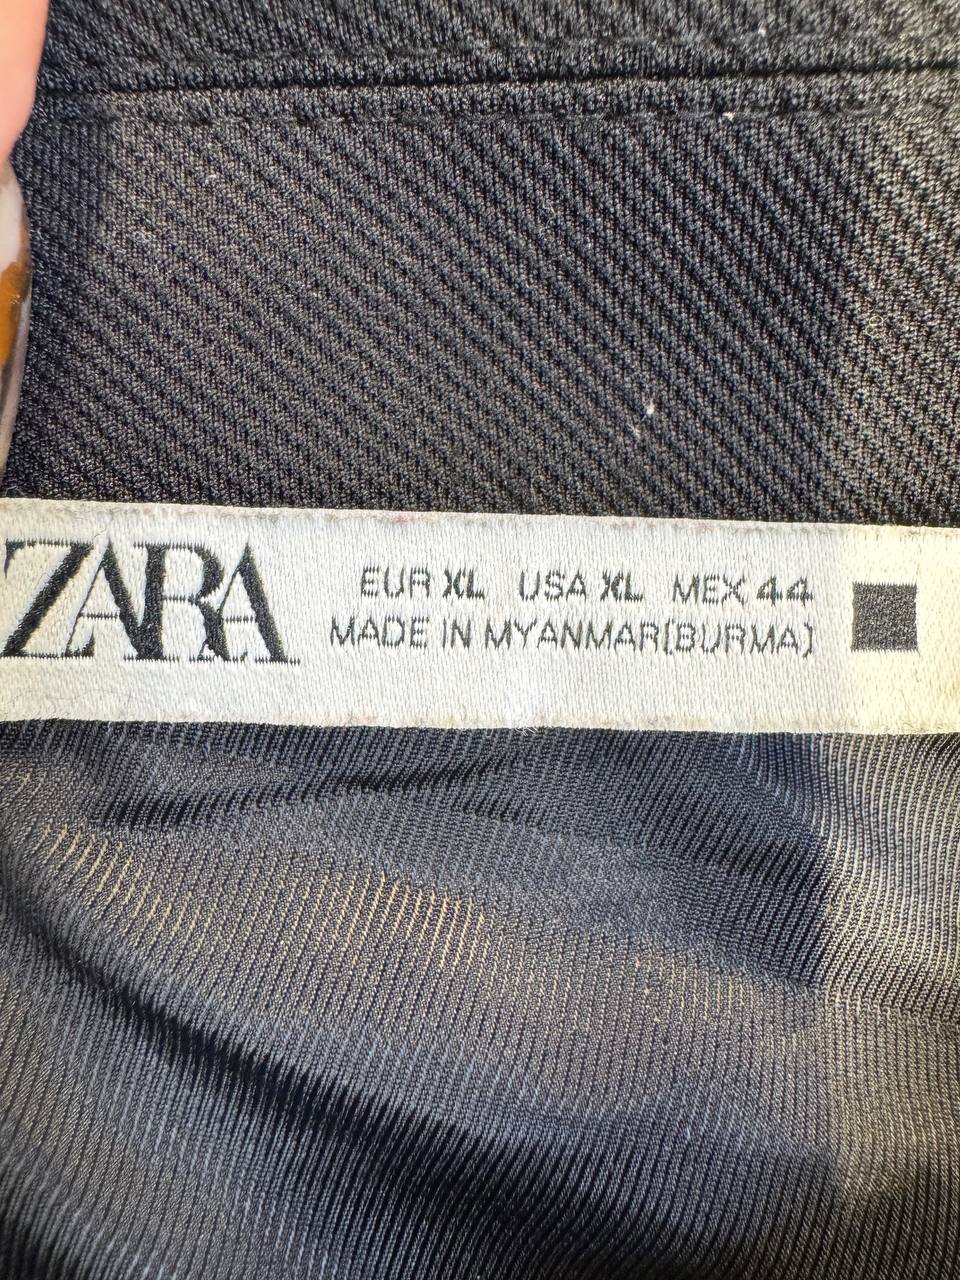 ZARA
EUR XL USA XL MEX 44
MADE IN MYANMAR(BURMA)